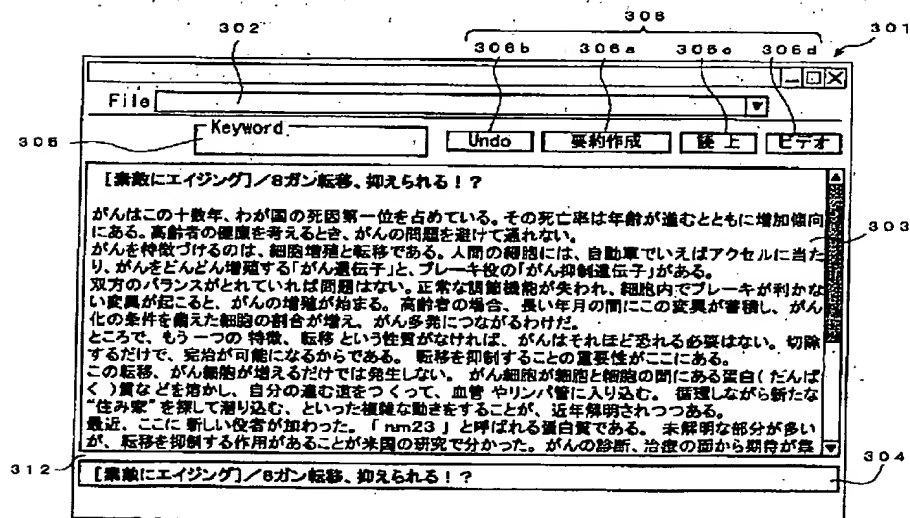 302
306
306b 306a 306c 306d
301
File
305
Keyword
Undo 要約作成 読上 ビデオ
[素敵にエイジング]/8ガン転移、抑えられる!?
がんはこの十数年、わが国の死因第一位を占めている。その死亡率は年齢が進むとともに増加傾向
にある。高齢者の健康を考えるとき、がんの問題を避けて通れない。
303
がんを特徴づけるのは、細胞増殖と転移である。人間の細胞には、自動車でいえばアクセルに当た
り、がんをどんどん増殖する「がん遺伝子」と、ブレーキ役の「がん抑制遺伝子」がある。
双方のバランスがとれていれば問題はない。正常な調節機能が失われ、細胞内でブレーキが利かな
い変異が起こると、がんの増殖が始まる。高齢者の場合、長い年月の間にこの変異が蓄積し、がん
化の条件を備えた細胞の割合が増え、がん多発につながるわけだ。
ところで、もう一つの 特徴、転移 という性質がなければ、がんはそれほど恐れる必要はない。切除
するだけで、完治が可能になるからである。 転移を抑制することの重要性がここにある。
この転移、がん細胞が増えるだけでは発生しない。 がん細胞が細胞と細胞の間にある蛋白(たんぱ
く )質な どを溶かし、自分の進む道をつ くって、血管 やリンパ管に入り込む。 循環しながら新たな
“住み家”を探して潜り込む、といった複雑な動きをすることが、近年解明されつつある。
最近、ここに 新しい役者が加わった。「 nm23 」と呼ばれる蛋白質である。 未解明な部分が多い
が、転移を抑制する作用があることが米国の研究で分かった。がんの診断、治療の面から期待が集
312
[素敵にエイジング]/8ガン転移、抑えられる!?
304